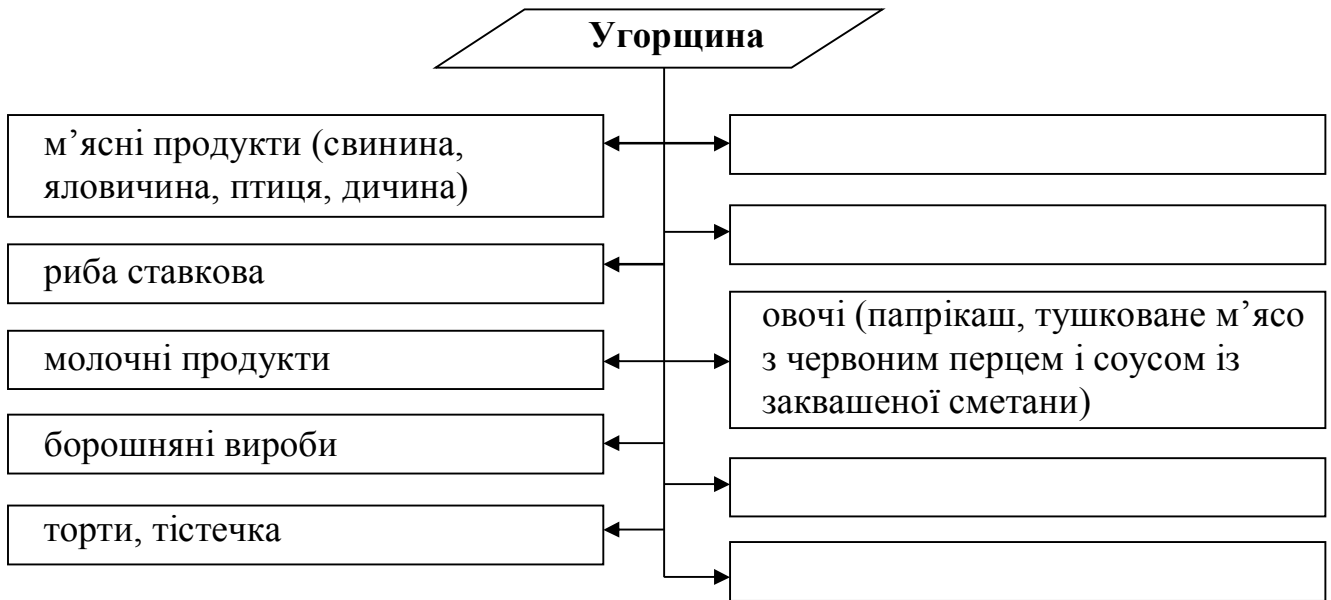 Угорщина
м’ясні продукти (свинина,
яловичина, птиця, дичина)
риба ставкова
молочні продукти
борошняні вироби
торти, тістечка
овочі (папрікаш, тушковане м’ясо
з червоним перцем і соусом із
заквашеної сметани)